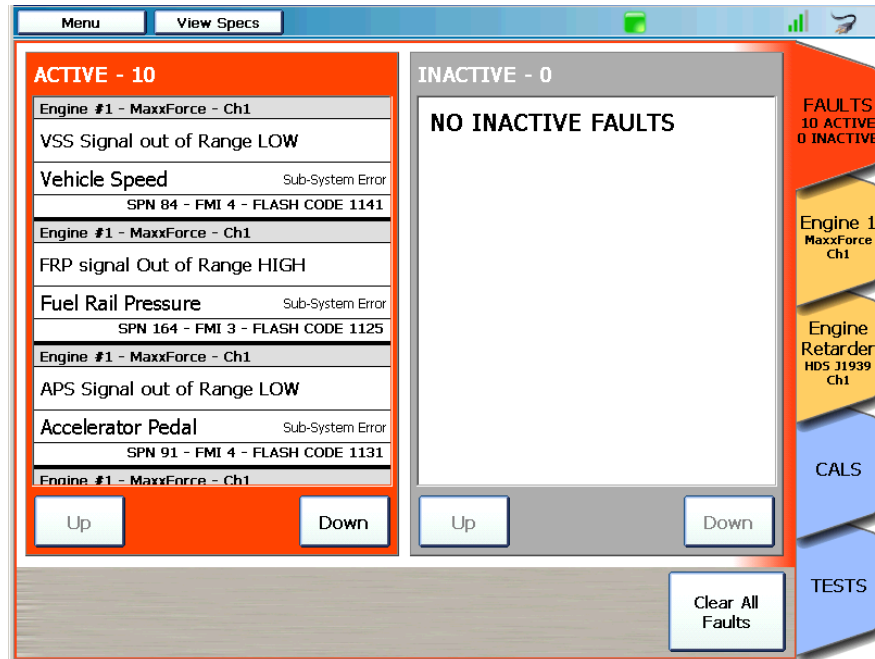 Menu
View Specs
ACTIVE - 10
Engine #1 - MaxxForce - Ch1
VSS Signal out of Range LOW
Vehicle Speed Sub-System Error
SPN 84 - FMI 4 - FLASH CODE 1141
Engine #1 - MaxxForce - Ch1
FRP signal Out of Range HIGH
Fuel Rail Pressure Sub-System Error
SPN 164 - FMI 3 - FLASH CODE 1125
Engine #1 - MaxxForce - Ch1
APS Signal out of Range LOW
Accelerator Pedal Sub-System Error
SPN 91 - FMI 4 - FLASH CODE 1131
Engine #1 - MaxxForce - Ch1
Up
Down
INACTIVE - 0
NO INACTIVE FAULTS
Up
Down
FAULTS
10 ACTIVE
0 INACTIVE
Engine 1
MaxxForce
Ch1
Engine
Retarder
HDS J1939
Ch1
CALS
TESTS
Clear All
Faults